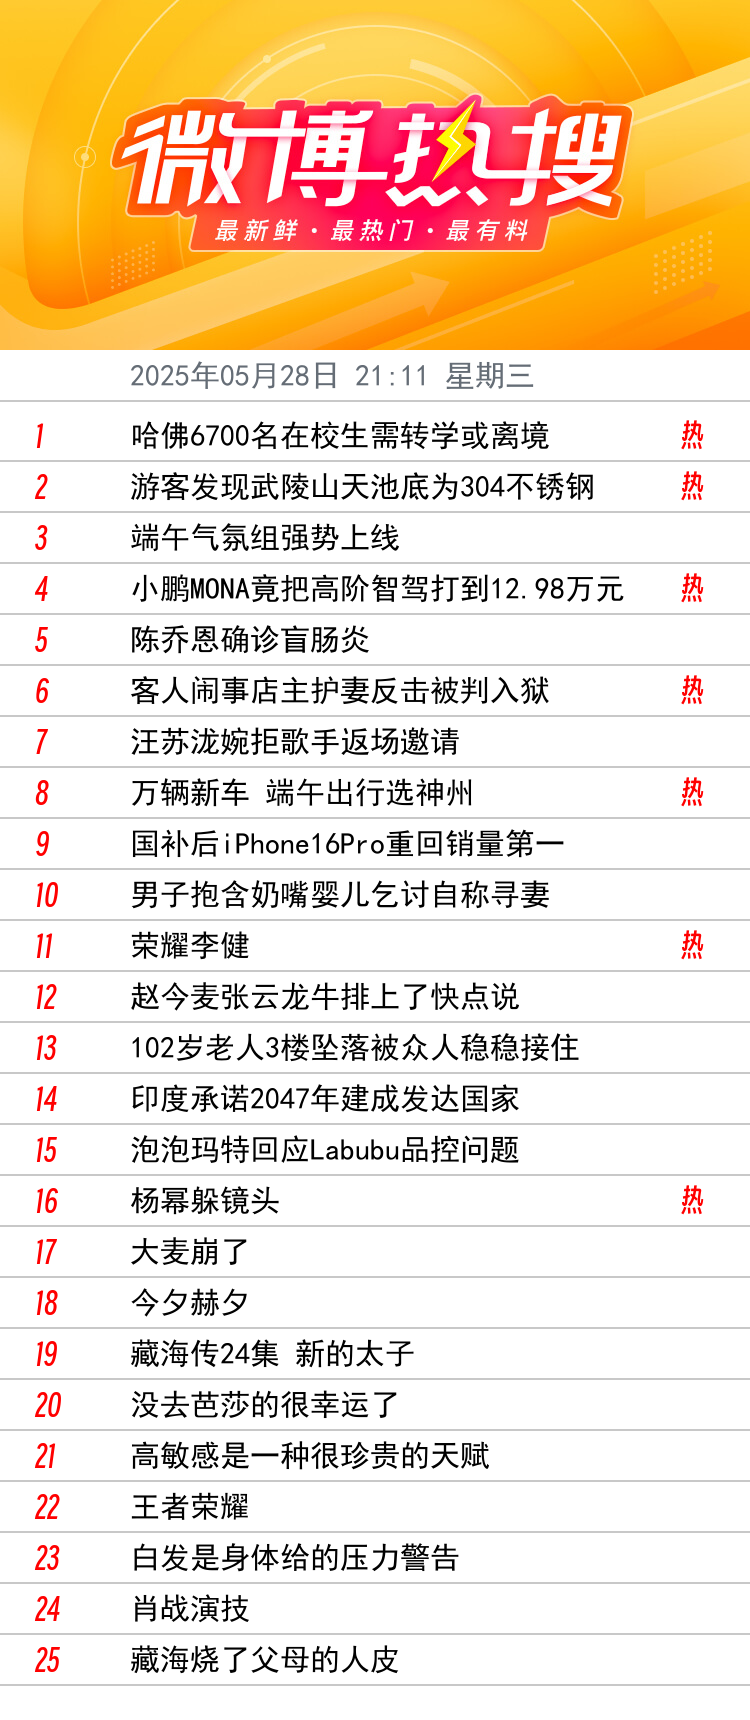 微博热搜
最新鲜·最热门·最有料
2025年05月28日 21:11 星期三
1 哈佛6700名在校生需转学或离境 热
2 游客发现武陵山天池底为304不锈钢 热
3 端午气氛组强势上线
4 小鹏MONA竟把高阶智驾打到12.98万元 热
5 陈乔恩确诊盲肠炎
6 客人闹事店主护妻反击被判入狱 热
7 汪苏泷婉拒歌手返场邀请
8 万辆新车 端午出行选神州 热
9 国补后iPhone16Pro重回销量第一
10 男子抱含奶嘴婴儿乞讨自称寻妻
11 荣耀李健 热
12 赵今麦张云龙牛排上了快点说
13 102岁老人3楼坠落被众人稳稳接住
14 印度承诺2047年建成发达国家
15 泡泡玛特回应Labubu品控问题
16 杨幂躲镜头 热
17 大麦崩了
18 今夕赫夕
19 藏海传24集 新的太子
20 没去芭莎的很幸运了
21 高敏感是一种很珍贵的天赋
22 王者荣耀
23 白发是身体给的压力警告
24 肖战演技
25 藏海烧了父母的人皮